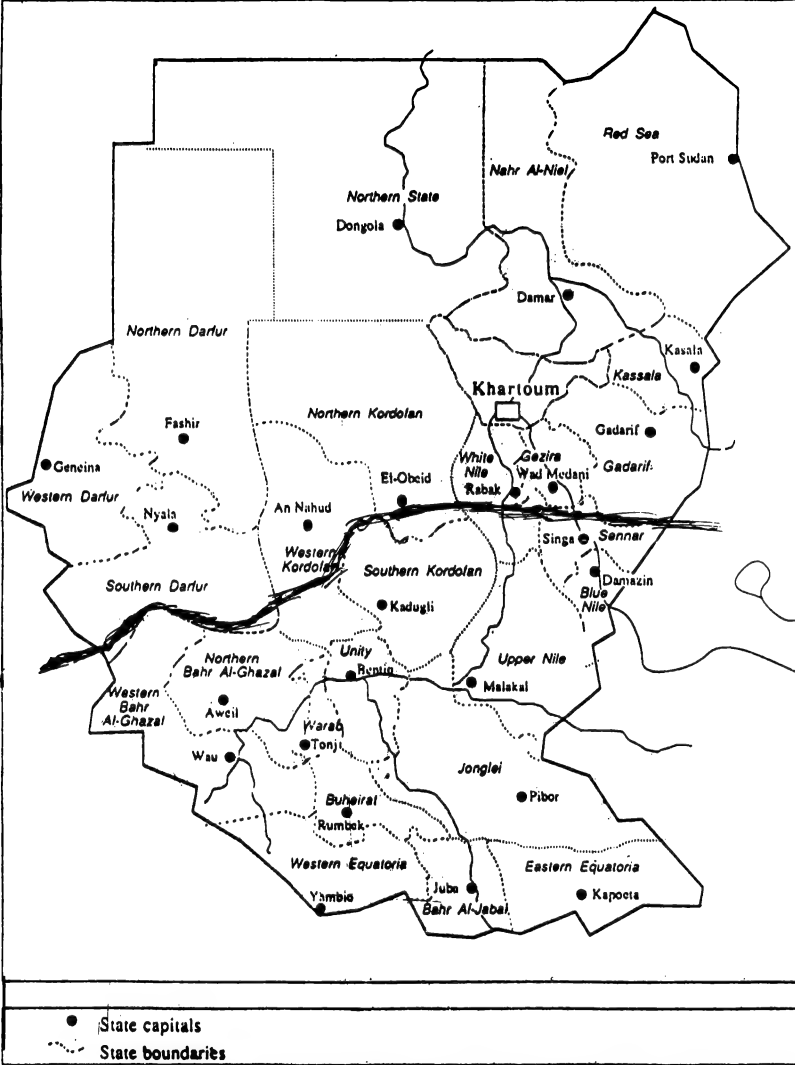 Red Sea
Port Sudan
Nahr Al-Niel
Northern State
Dongola
Damar
Northern Darfur
Kasala
Kassala
Khartoum
Northern Kordofan
Fashir
Gadarif
White
Nile
Gezira
Geneina
Wad Medani
Gadarif
El-Obeid
Rabak
Western Darfur
Nyala
An Nahud
Singa
Sennar
Western
Kordofan
Southern Kordofan
Damazin
Southern Darfur
Blue
Nile
Kadugli
Unity
Northern
Bahr Al-Ghazal
Upper Nile
Bentiu
Malakal
Western
Bahr
Al-Ghazal
Aweil
Warab
Tonj
Wau
Jonglei
Pibor
Buheirat
Rumbek
Western Equatoria
Eastern Equatoria
Juba
Kapoeta
Yambio
Bahr Al-Jabal
State capitals
State boundaries